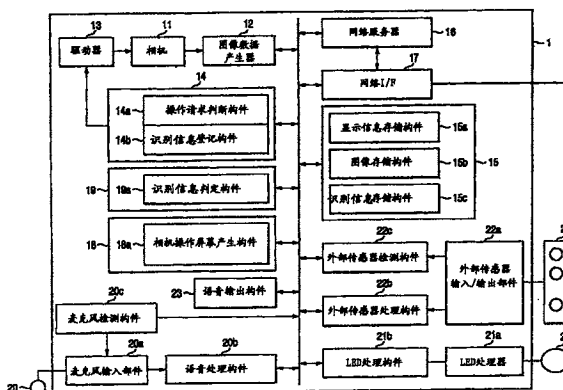 13
11
12
驱动器
相机
图像数据
产生器
网络服务器
16
1
17
网络I/F
14
14a
操作请求判断构件
14b
识别信息登记构件
显示信息存储构件
15a
图像存储构件
15b
15
识别信息存储构件
15c
19
19a
识别信息判定构件
18
18a
相机操作屏幕产生构件
22c
外部传感器检测构件
22a
外部传感器
输入/输出部件
23
语音输出构件
22b
外部传感器处理构件
20c
麦克风检测构件
20a
麦克风输入部件
20b
语音处理构件
21b
LED处理构件
21a
LED处理器
20